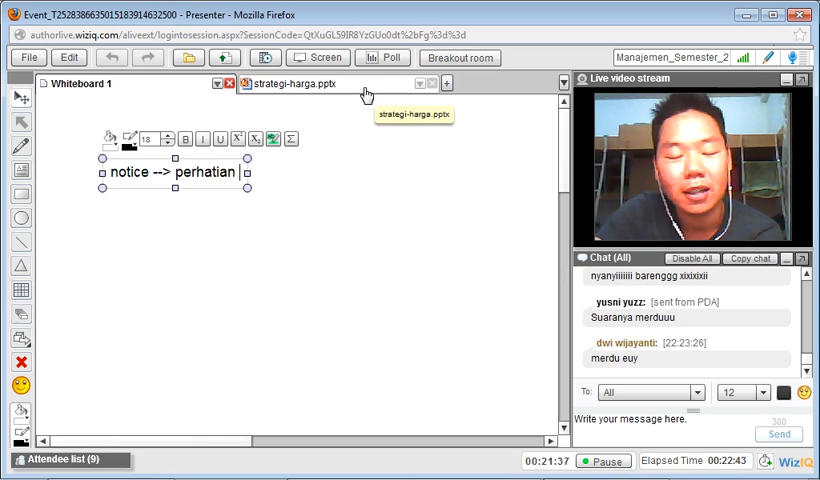 Event_T2528386635015183914632500 - Presenter - Mozilla Firefox
authorlive.wiziq.com/aliveext/logintosession.aspx?SessionCode=QtXuGL59IR8YzGUo0dt%2bFg%3d%3d
File Edit Screen Poll Breakout room Manajemen_Semester_2
Whiteboard 1 strategi-harga.pptx
strategi-harga.pptx
18 B I U X² X₂ Σ
notice --> perhatian
Live video stream
Chat (All) Disable All Copy chat
nyanyiiiiiii barenggg xixixixii
yusni yuzz: [sent from PDA]
Suaranya merduuu
dwi wijayanti: [22:23:26]
merdu euy
To: All 12
Write your message here.
300
Send
Attendee list (9) 00:21:37 Pause Elapsed Time 00:22:43 WizIQ